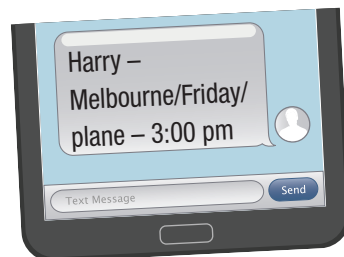 Harry –
Melbourne/Friday/
plane – 3:00 pm
Text Message
Send